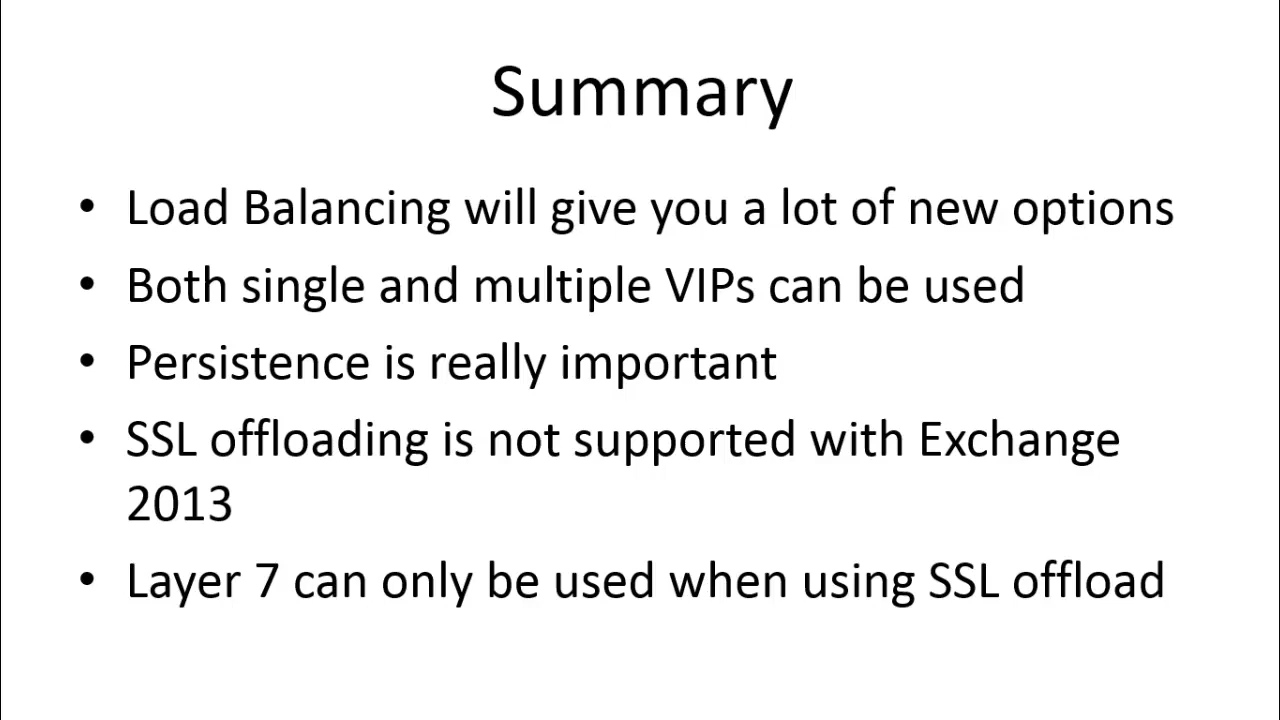 Summary
• Load Balancing will give you a lot of new options
• Both single and multiple VIPs can be used
• Persistence is really important
• SSL offloading is not supported with Exchange
2013
• Layer 7 can only be used when using SSL offload